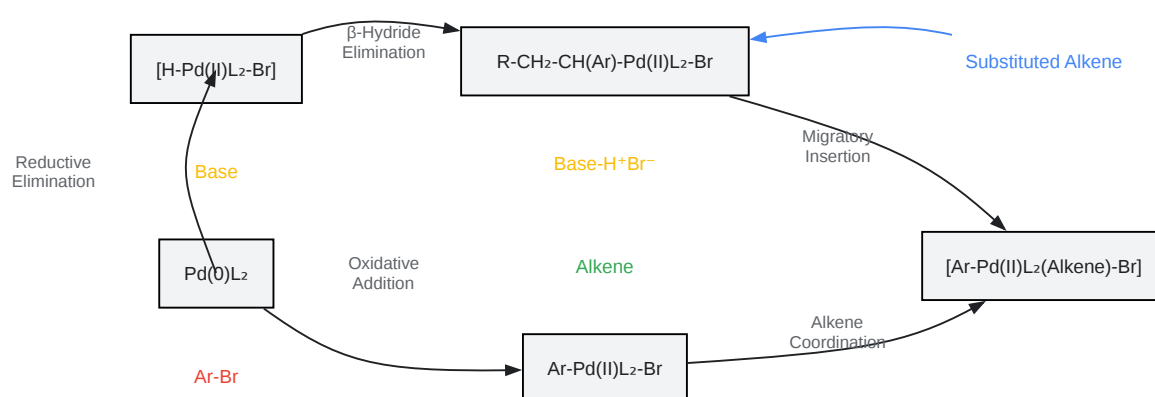 β-Hydride
Elimination
[H-Pd(II)L₂-Br]
R-CH₂-CH(Ar)-Pd(II)L₂-Br
Substituted Alkene
Migratory
Insertion
Reductive
Elimination
Base
Base-H⁺Br⁻
Pd(0)L₂
Oxidative
Addition
Alkene
[Ar-Pd(II)L₂(Alkene)-Br]
Alkene
Coordination
Ar-Br
Ar-Pd(II)L₂-Br